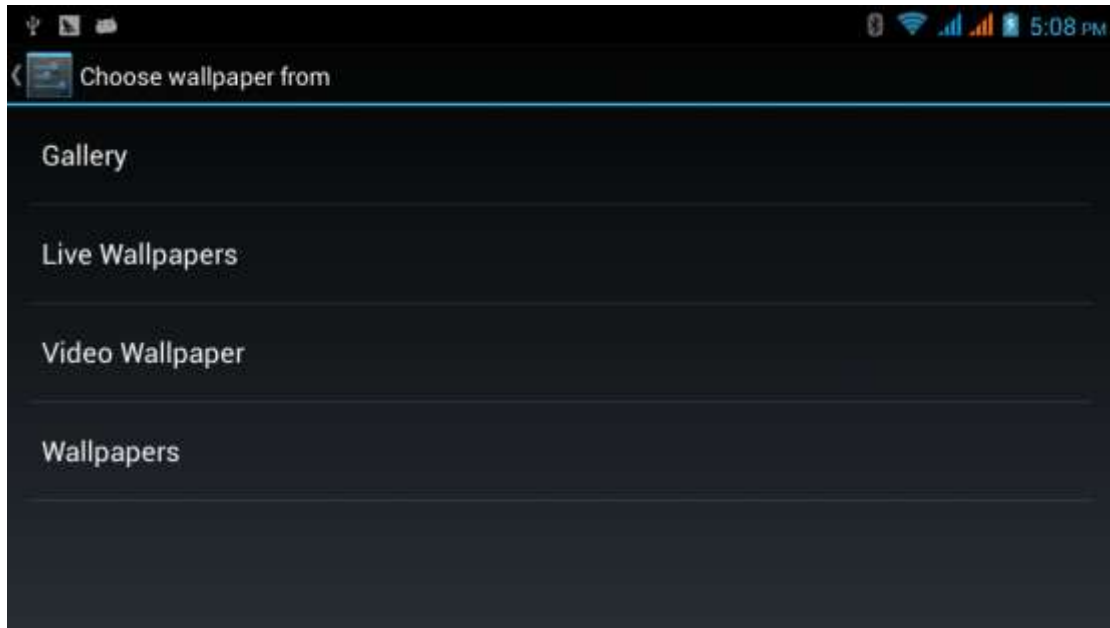 5:08 PM
Choose wallpaper from
Gallery
Live Wallpapers
Video Wallpaper
Wallpapers